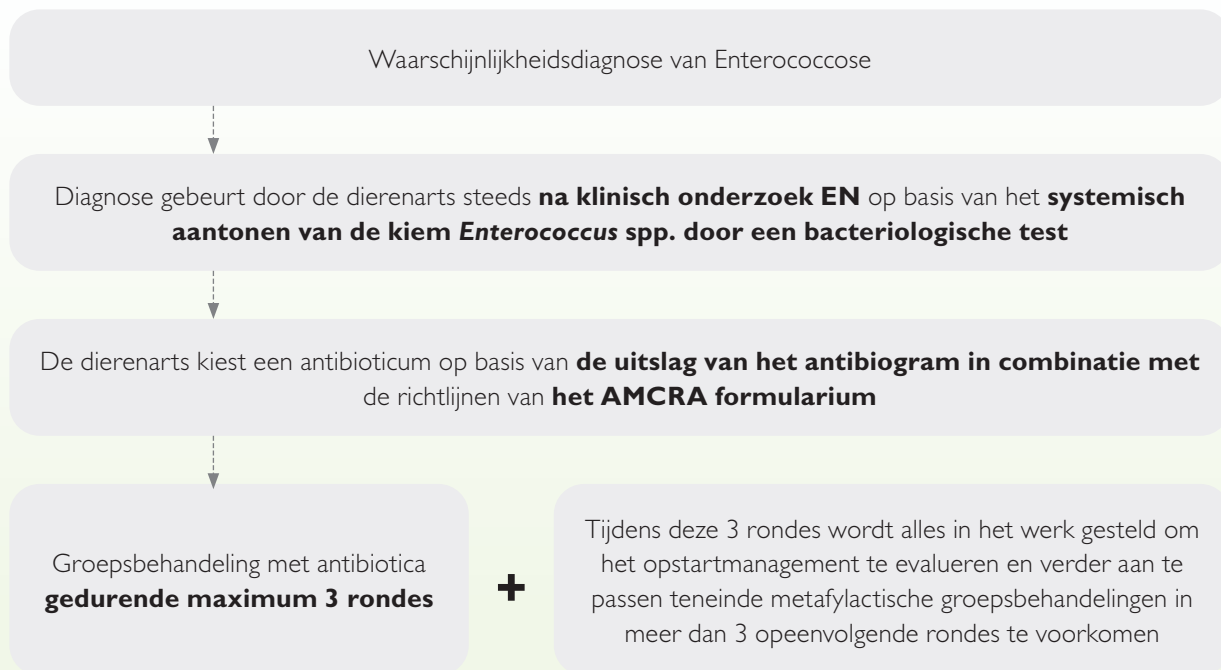 Waarschijnlijkheidsdiagnose van Enterococcose
Diagnose gebeurt door de dierenarts steeds na klinisch onderzoek EN op basis van het systemisch
aantonen van de kiem Enterococcus spp. door een bacteriologische test
De dierenarts kiest een antibioticum op basis van de uitslag van het antibiogram in combinatie met
de richtlijnen van het AMCRA formularium
Groepsbehandeling met antibiotica
gedurende maximum 3 rondes
+
Tijdens deze 3 rondes wordt alles in het werk gesteld om
het opstartmanagement te evalueren en verder aan te
passen teneinde metafylactische groepsbehandelingen in
meer dan 3 opeenvolgende rondes te voorkomen